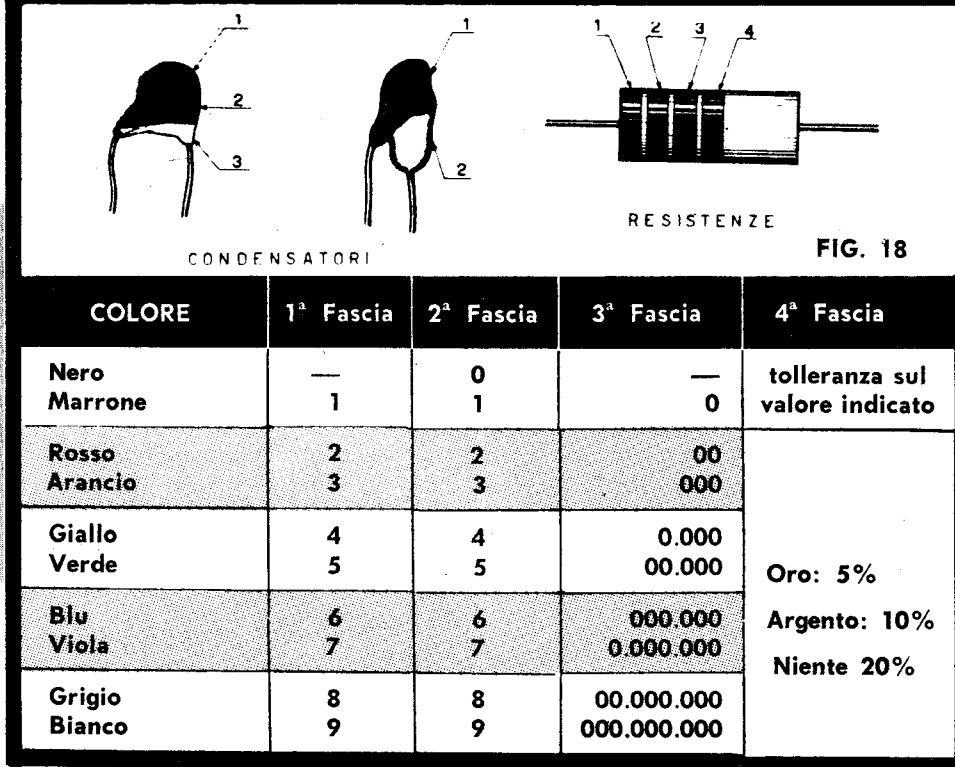 1 1 1 2 3 4
2
3 2
RESISTENZE
CONDENSATORI FIG. 18
COLORE 1ª Fascia 2ª Fascia 3ª Fascia 4ª Fascia
Nero — 0 — tolleranza sul
Marrone 1 1 0 valore indicato
Rosso 2 2 00
Arancio 3 3 000
Giallo 4 4 0.000
Verde 5 5 00.000
Oro: 5%
Blu 6 6 000.000
Argento: 10%
Viola 7 7 0.000.000
Niente 20%
Grigio 8 8 00.000.000
Bianco 9 9 000.000.000